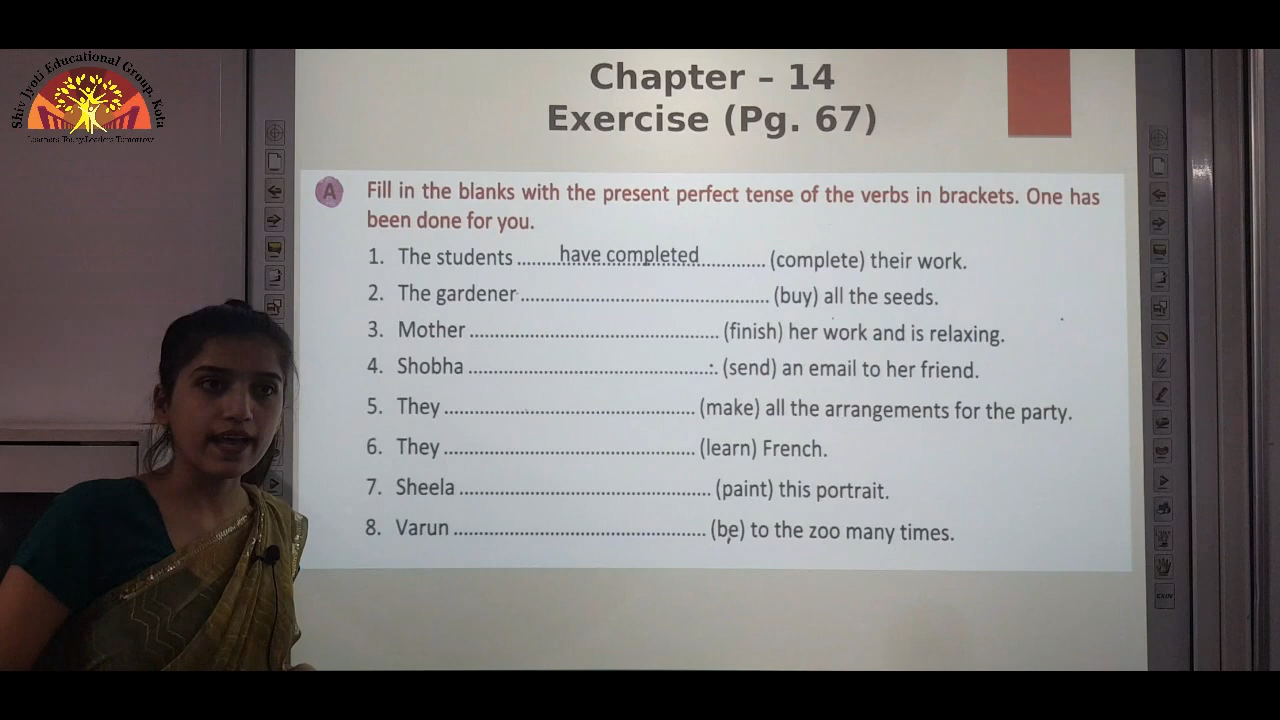 Shiv Jyoti Educational Group, Kota
Learners Today Leaders Tomorrow
Chapter – 14
Exercise (Pg. 67)
A Fill in the blanks with the present perfect tense of the verbs in brackets. One has
been done for you.
1. The students ........have completed............... (complete) their work.
2. The gardener ................................................................ (buy) all the seeds.
3. Mother ................................................................ (finish) her work and is relaxing.
4. Shobha ................................................................ (send) an email to her friend.
5. They ................................................................ (make) all the arrangements for the party.
6. They ................................................................ (learn) French.
7. Sheela ................................................................ (paint) this portrait.
8. Varun ................................................................ (be) to the zoo many times.